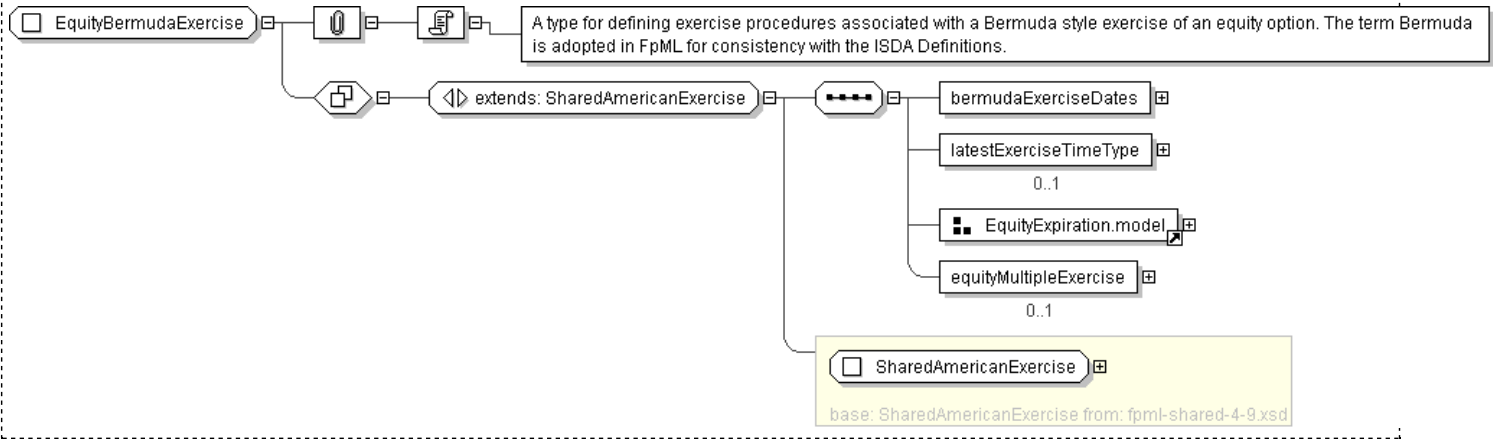 EquityBermudaExercise
A type for defining exercise procedures associated with a Bermuda style exercise of an equity option. The term Bermuda
is adopted in FpML for consistency with the ISDA Definitions.
extends: SharedAmericanExercise
bermudaExerciseDates
latestExerciseTimeType
0..1
EquityExpiration.model
equityMultipleExercise
0..1
SharedAmericanExercise
base: SharedAmericanExercise from: fpml-shared-4-9.xsd